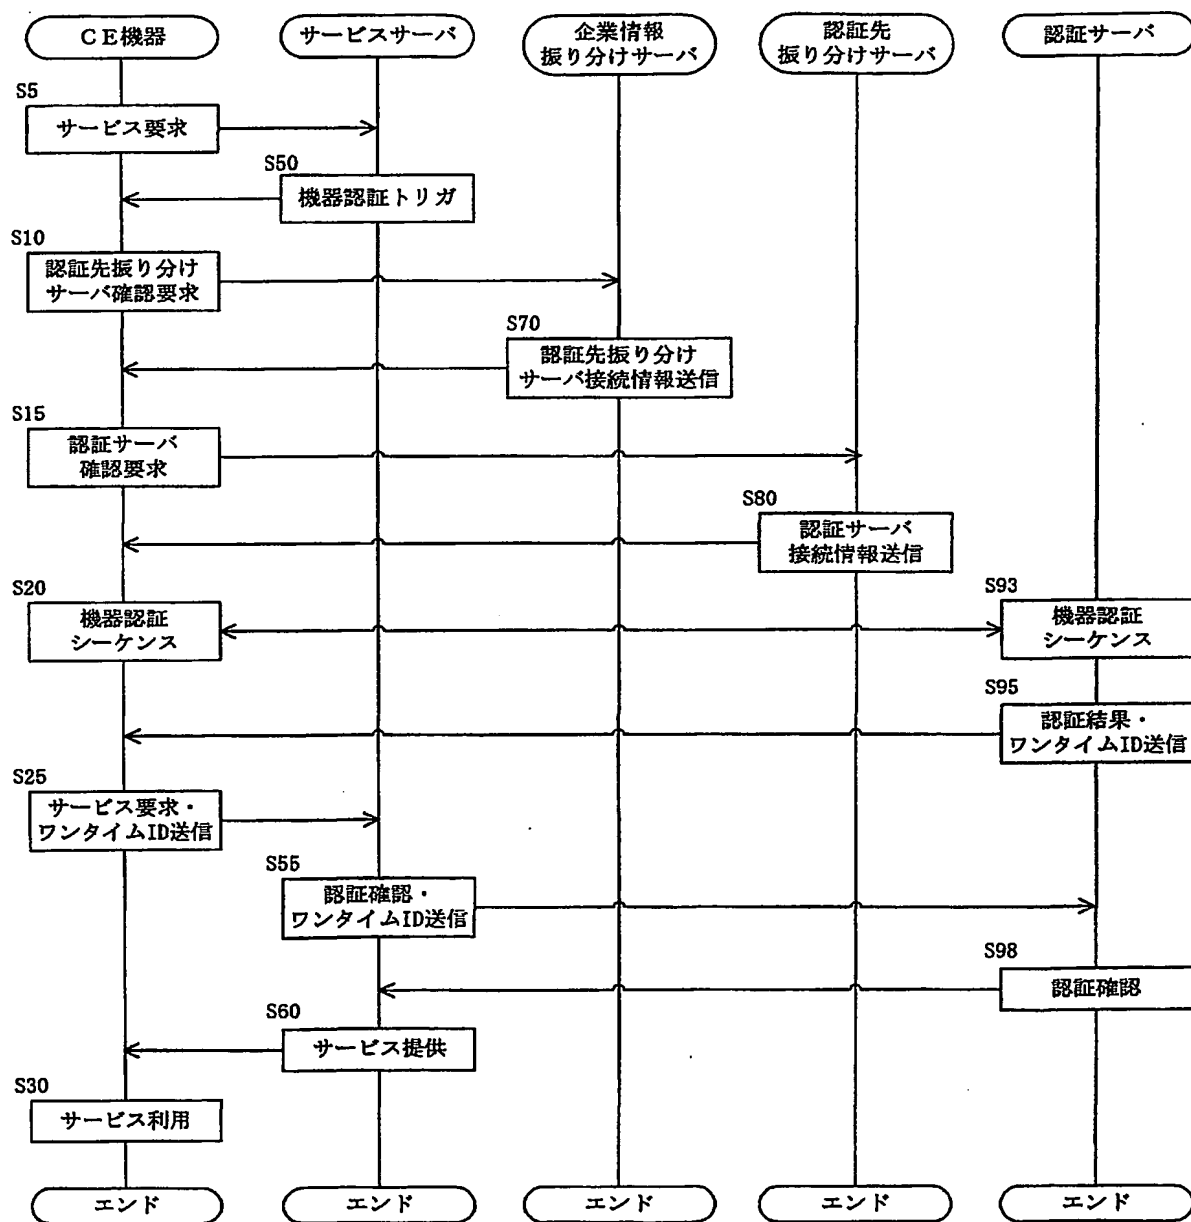 CE機器
サービスサーバ
企業情報
振り分けサーバ
認証先
振り分けサーバ
認証サーバ
S5
サービス要求
S50
機器認証トリガ
S10
認証先振り分け
サーバ確認要求
S70
認証先振り分け
サーバ接続情報送信
S15
認証サーバ
確認要求
S80
認証サーバ
接続情報送信
S20
機器認証
シーケンス
S93
機器認証
シーケンス
S95
認証結果・
ワンタイムID送信
S25
サービス要求・
ワンタイムID送信
S55
認証確認・
ワンタイムID送信
S98
認証確認
S60
サービス提供
S30
サービス利用
エンド
エンド
エンド
エンド
エンド